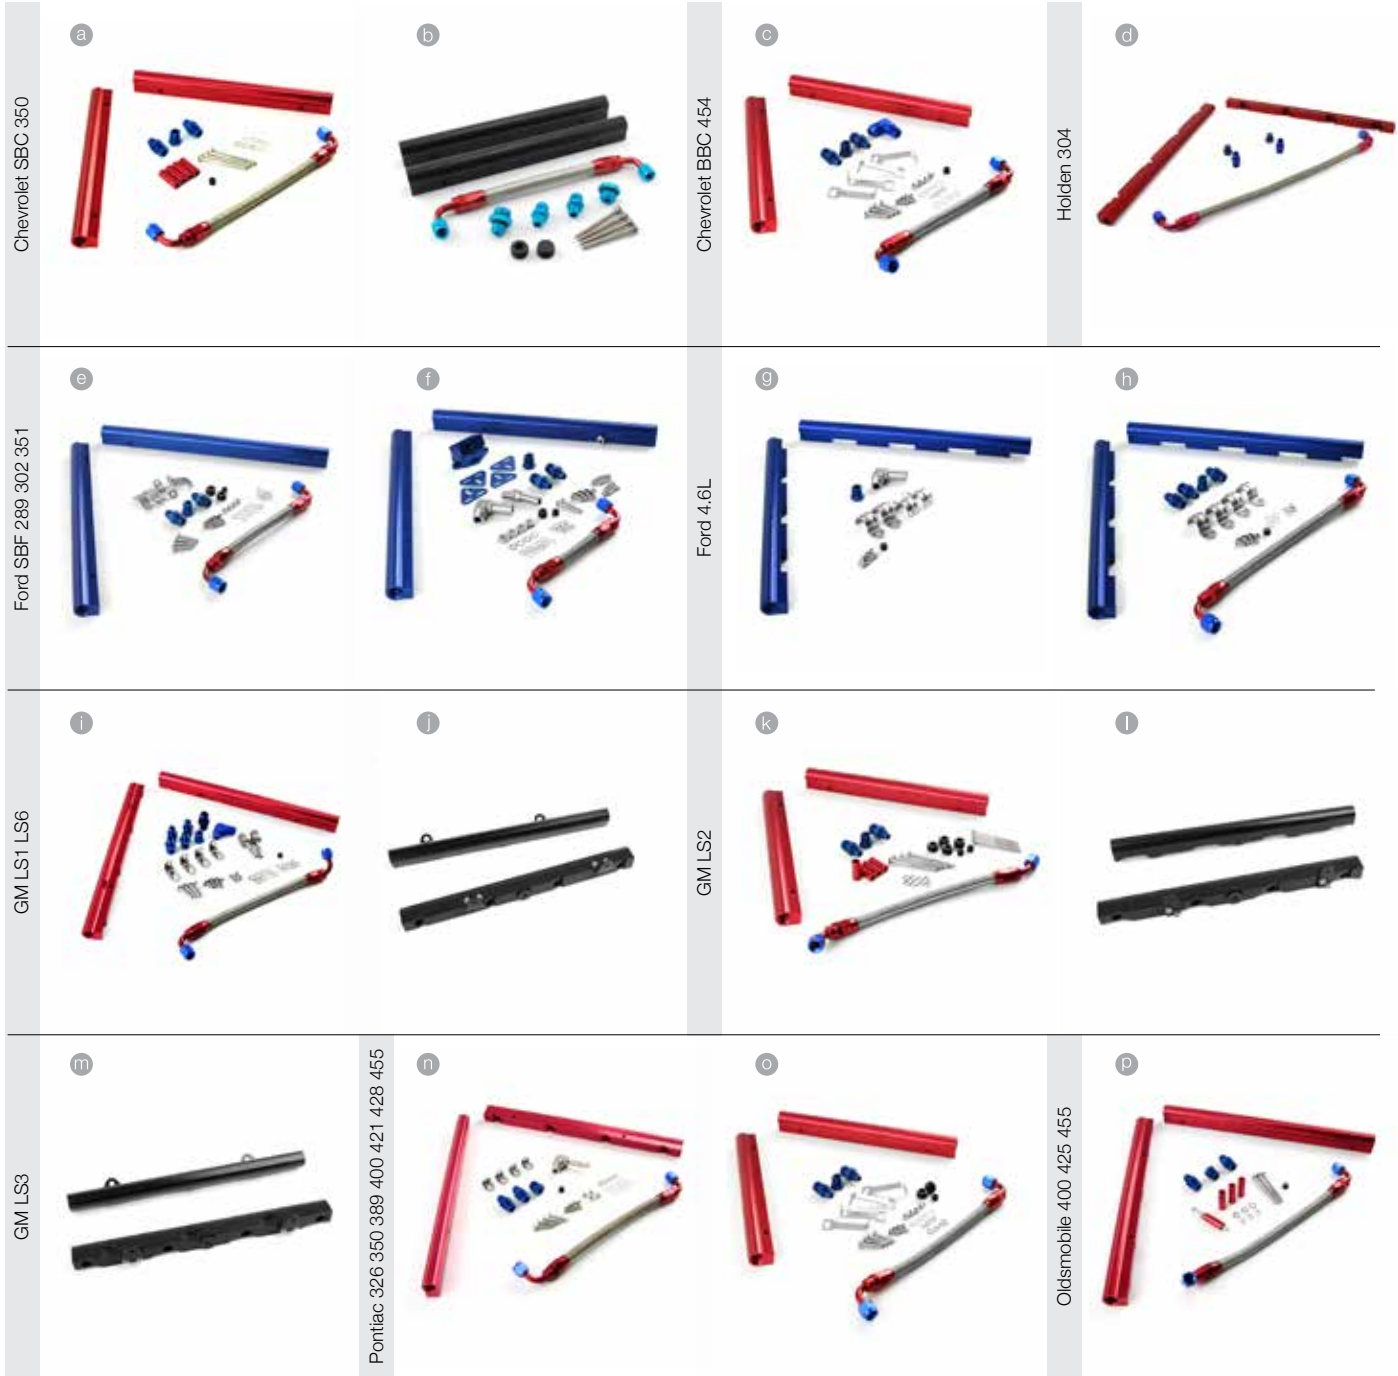 Chevrolet SBC 350
a
b
Chevrolet BBC 454
c
Holden 304
d
Ford SBF 289 302 351
e
f
Ford 4.6L
g
h
GM LS1 LS6
i
j
GM LS2
k
l
GM LS3
m
Pontiac 326 350 389 400 421 428 455
n
o
Oldsmobile 400 425 455
p